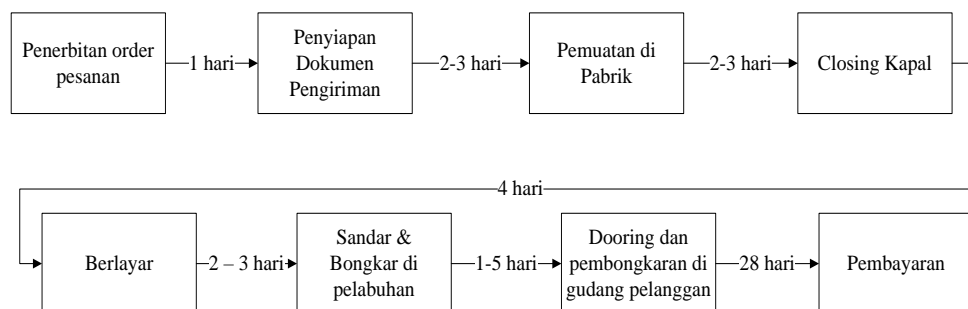 Penerbitan order
pesanan
1 hari
Penyiapan
Dokumen
Pengiriman
2-3 hari
Pemuatan di
Pabrik
2-3 hari
Closing Kapal
4 hari
Berlayar
2 – 3 hari
Sandar &
Bongkar di
pelabuhan
1-5 hari
Dooring dan
pembongkaran di
gudang pelanggan
28 hari
Pembayaran